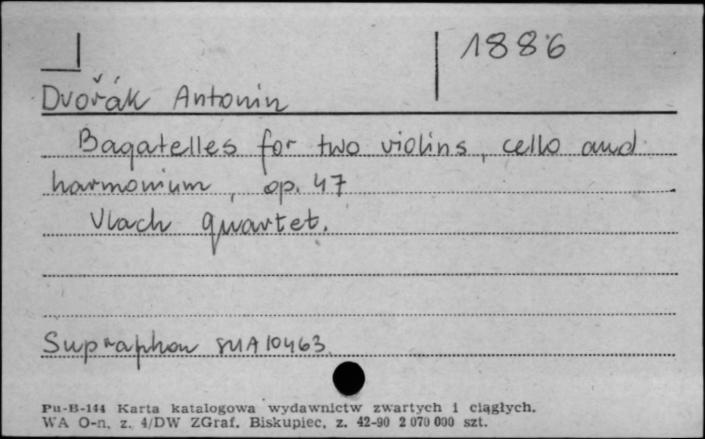 1886
Dvořák Antonin
Bagatelles for two violins, cello and
harmonium, op. 47
Vlach quartet.
Supraphon SUA 10463
Pu-B-144 Karta katalogowa wydawnictw zwartych i ciągłych.
WA O-n, z. 4/DW ZGraf. Biskupiec, z. 42-90 2 070 000 szt.